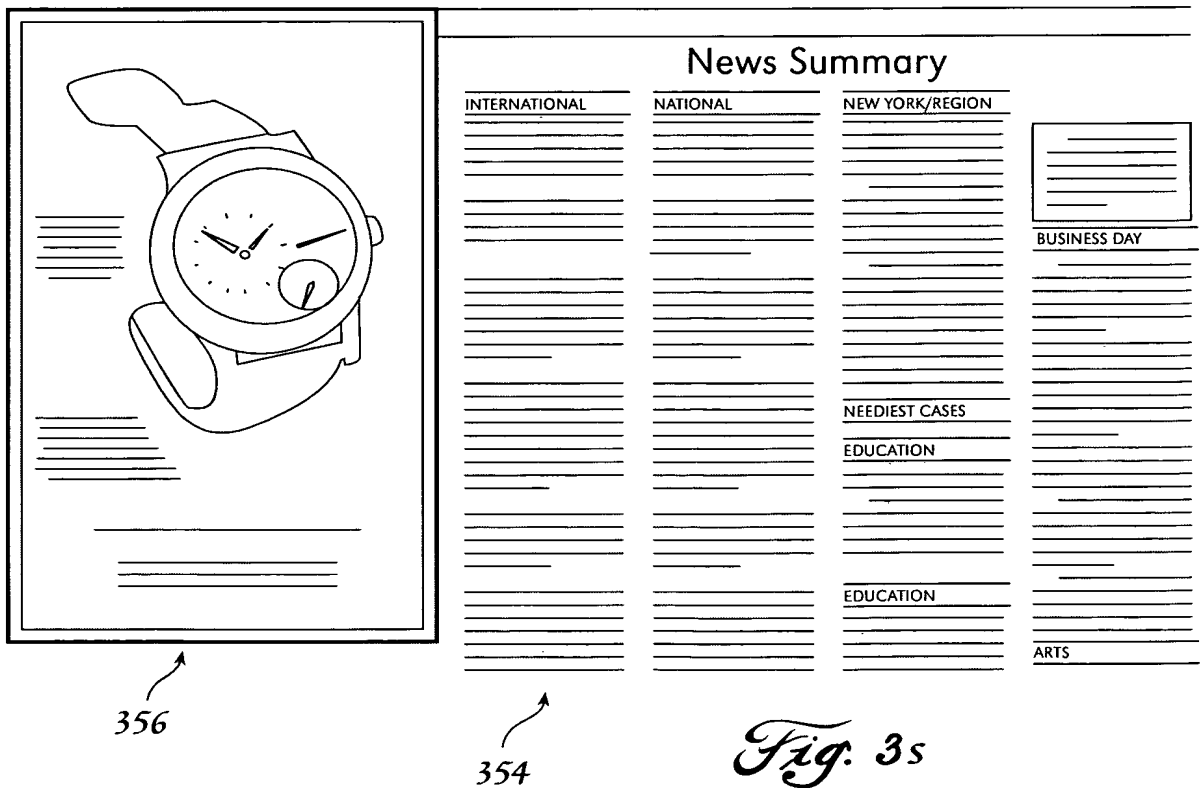 News Summary
INTERNATIONAL
NATIONAL
NEW YORK/REGION
NEEDIEST CASES
EDUCATION
EDUCATION
BUSINESS DAY
ARTS
356
354
Fig. 3s